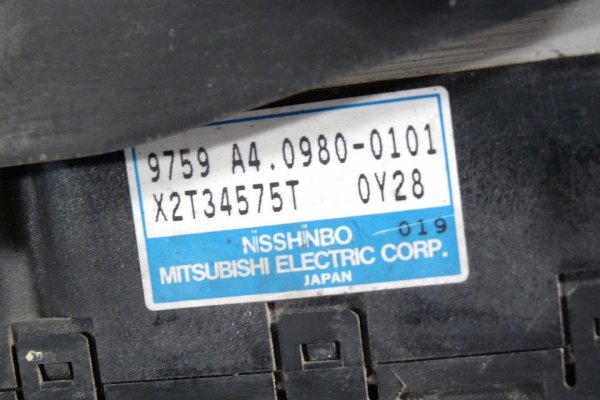 9759 A4.0980-0101
X2T34575T 0Y28
019
NISSHINBO
MITSUBISHI ELECTRIC CORP.
JAPAN